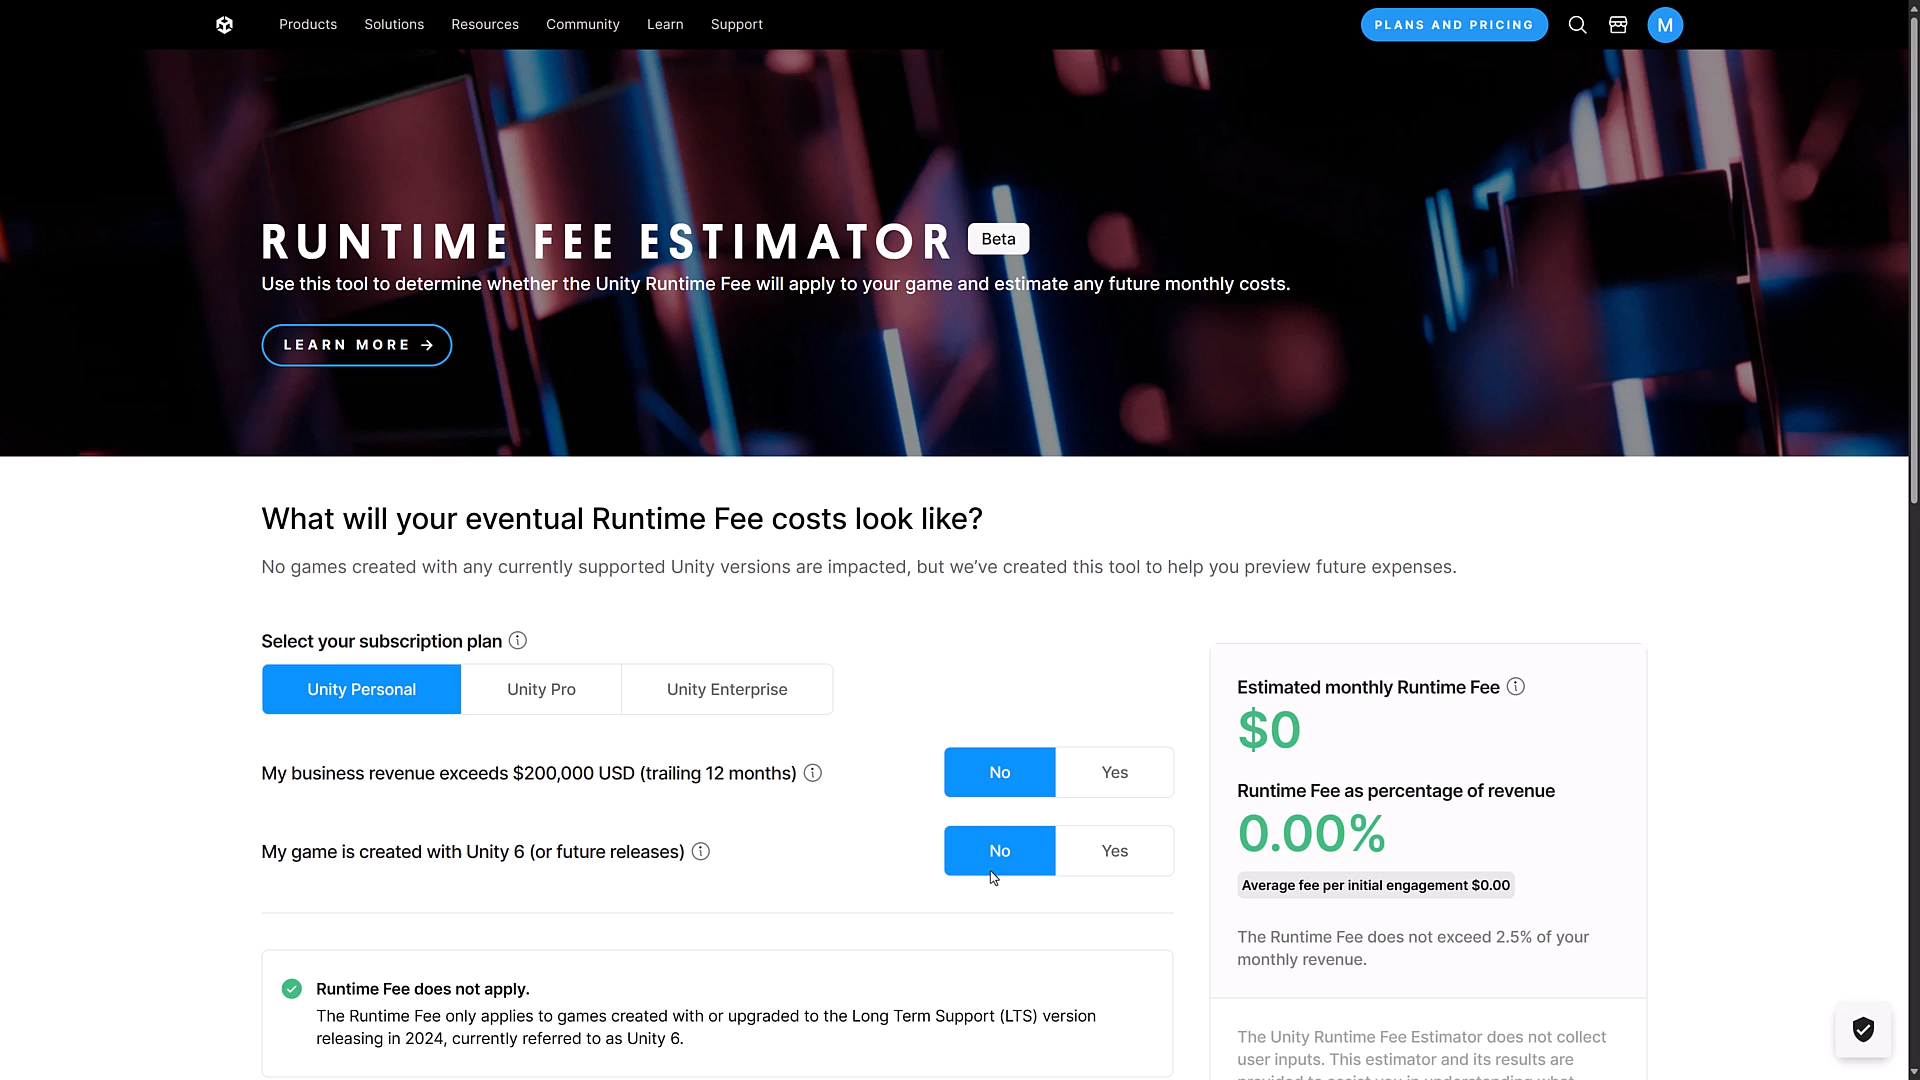 Products Solutions Resources Community Learn Support PLANS AND PRICING M
RUNTIME FEE ESTIMATOR Beta
Use this tool to determine whether the Unity Runtime Fee will apply to your game and estimate any future monthly costs.
LEARN MORE →
What will your eventual Runtime Fee costs look like?
No games created with any currently supported Unity versions are impacted, but we’ve created this tool to help you preview future expenses.
Select your subscription plan
Unity Personal Unity Pro Unity Enterprise
My business revenue exceeds $200,000 USD (trailing 12 months) No Yes
My game is created with Unity 6 (or future releases) No Yes
Runtime Fee does not apply.
The Runtime Fee only applies to games created with or upgraded to the Long Term Support (LTS) version
releasing in 2024, currently referred to as Unity 6.
Estimated monthly Runtime Fee
$0
Runtime Fee as percentage of revenue
0.00%
Average fee per initial engagement $0.00
The Runtime Fee does not exceed 2.5% of your
monthly revenue.
The Unity Runtime Fee Estimator does not collect
user inputs. This estimator and its results are
provided to assist you in understanding what